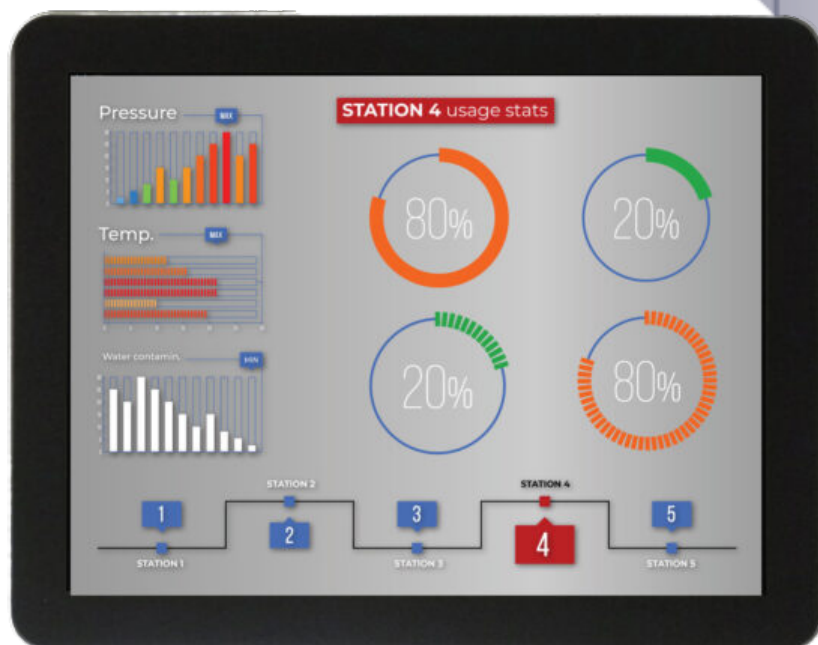 Pressure
MAX
STATION 4 usage stats
80%
20%
Temp.
MAX
Water contamin.
MIN
20%
80%
STATION 2
STATION 4
1
3
5
2
4
STATION 1
STATION 3
STATION 5